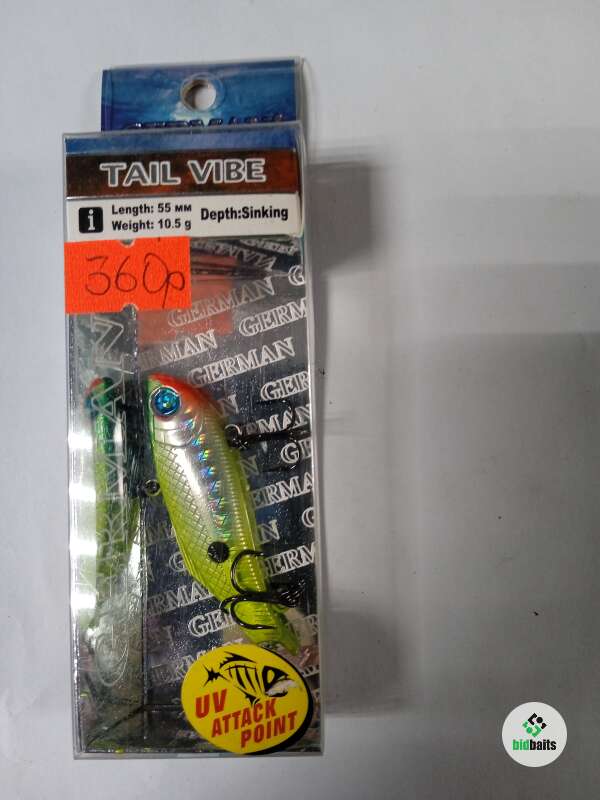 TAIL VIBE
i
Length: 55 мм
Weight: 10.5 g
Depth:Sinking
360р
GERMAN
GERMAN
GERMAN
GERMAN
UV
ATTACK
POINT
bidbaits